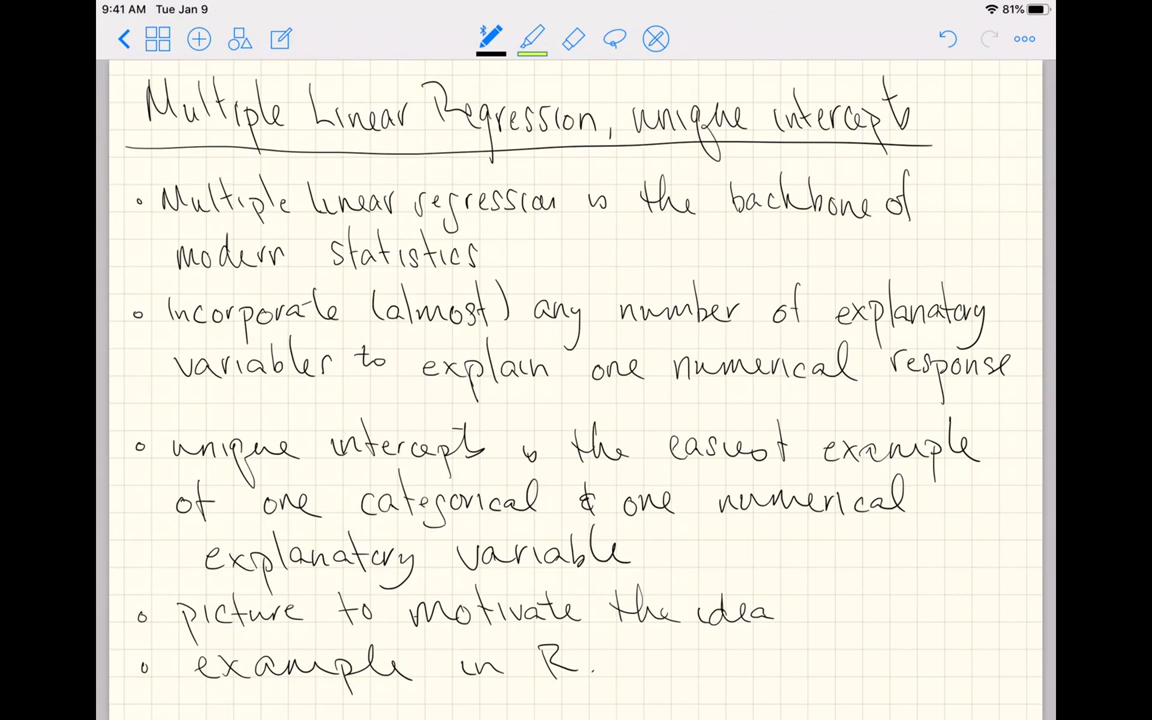 9:41 AM Tue Jan 9
81%
Multiple Linear Regression, unique intercepts
• Multiple linear regression is the backbone of
modern statistics
• Incorporate (almost) any number of explanatory
variables to explain one numerical response
• unique intercepts is the easiest example
of one categorical & one numerical
explanatory variable
• picture to motivate the idea
• example in R.